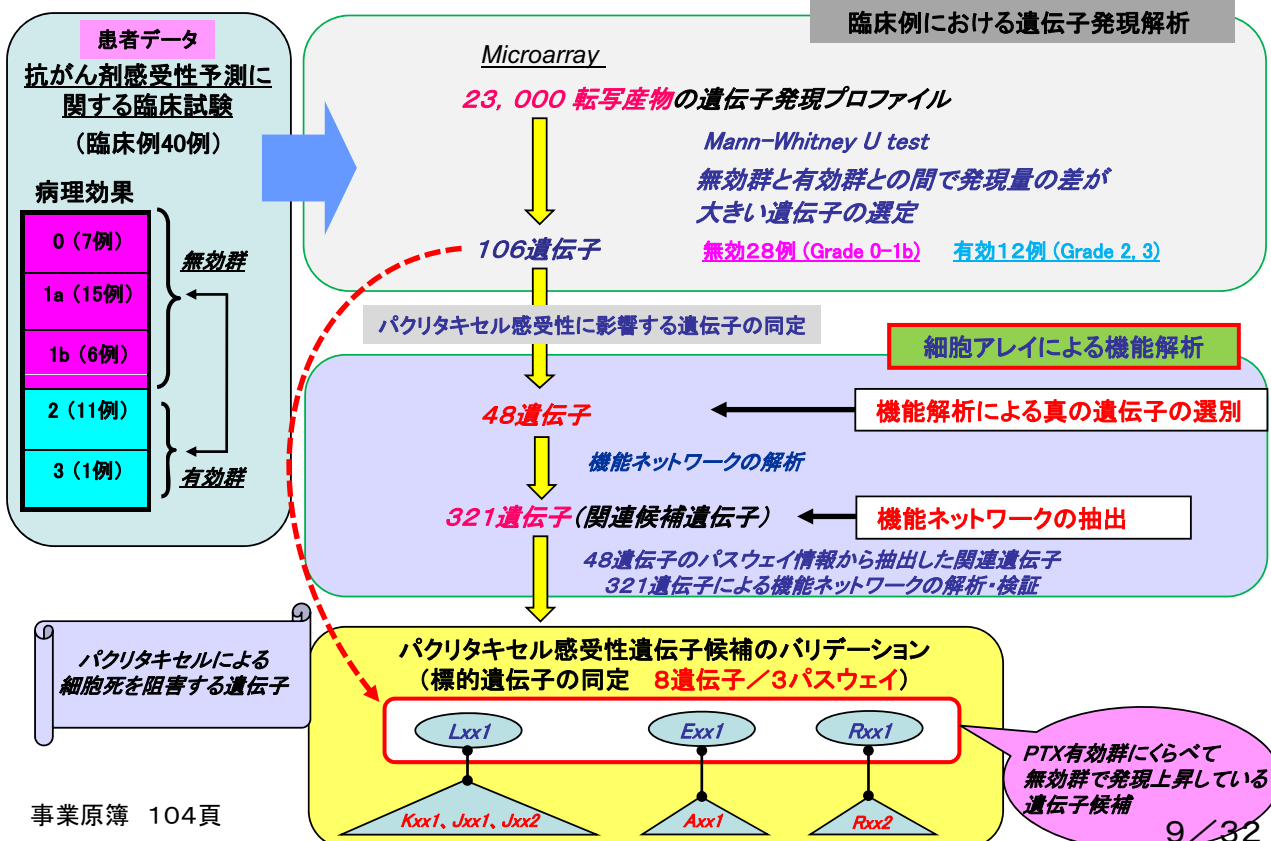 臨床例における遺伝子発現解析
患者データ
抗がん剤感受性予測に
関する臨床試験
（臨床例40例）
病理効果
0（7例）
1a（15例）
1b（6例）
2（11例）
3（1例）
無効群
有効群
Microarray
23，000 転写産物の遺伝子発現プロファイル
Mann-Whitney U test
無効群と有効群との間で発現量の差が
大きい遺伝子の選定
106遺伝子
無効28例 (Grade 0-1b) 有効12例 (Grade 2, 3)
パクリタキセル感受性に影響する遺伝子の同定
細胞アレイによる機能解析
48遺伝子
機能解析による真の遺伝子の選別
機能ネットワークの解析
321遺伝子（関連候補遺伝子）
機能ネットワークの抽出
48遺伝子のパスウェイ情報から抽出した関連遺伝子
321遺伝子による機能ネットワークの解析・検証
パクリタキセルによる
細胞死を阻害する遺伝子
パクリタキセル感受性遺伝子候補のバリデーション
（標的遺伝子の同定 8遺伝子／3パスウェイ）
Lxx1 Exx1 Rxx1
Kxx1、Jxx1、Jxx2 Axx1 Rxx2
PTX有効群にくらべて
無効群で発現上昇している
遺伝子候補
事業原簿 104頁
9／32